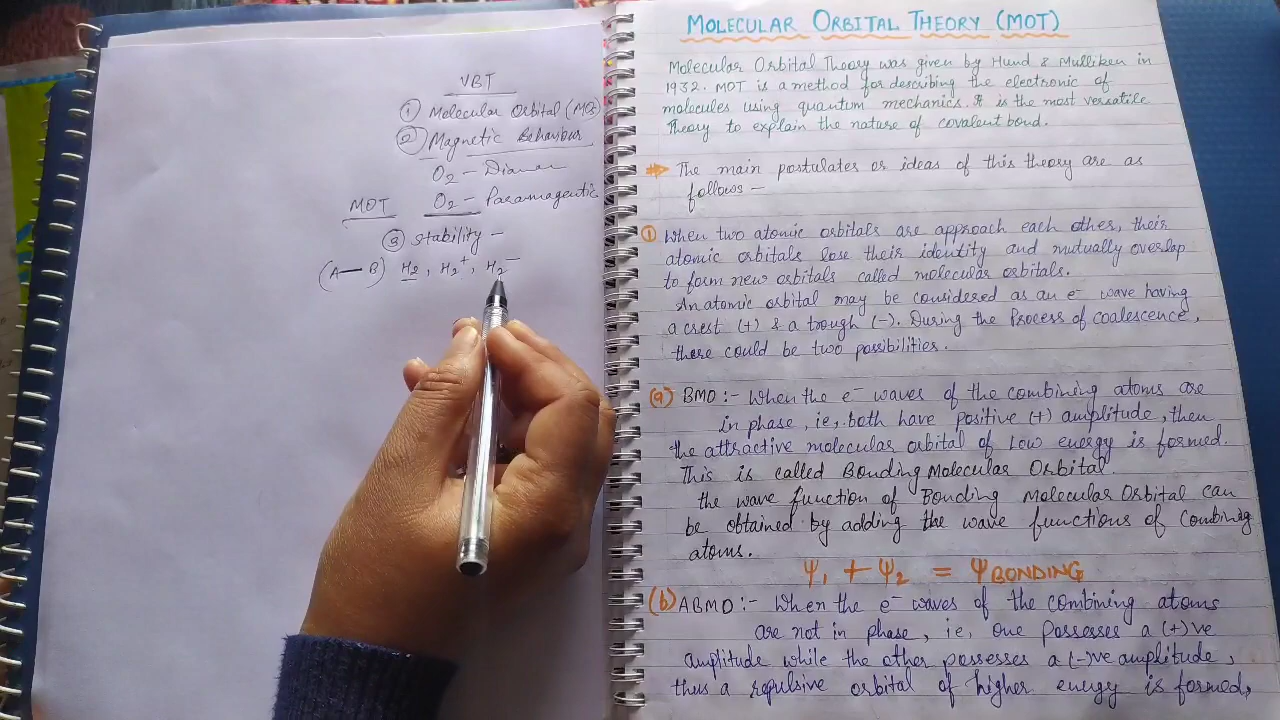 VBT
① Molecular Orbital (MOs)
② Magnetic Behaviour
O2 - Diama
MOT O2 - Paramagnetic
③ Stability -
(A — B) H2, H2+, H2-
MOLECULAR ORBITAL THEORY (MOT)
Molecular Orbital Theory was given by Hund & Mulliken in
1932. MOT is a method for describing the electronic of
molecules using quantum mechanics. It is the most versatile
theory to explain the nature of covalent bond.
The main postulates or ideas of this theory are as
follows -
① When two atomic orbitals are approach each other, their
atomic orbitals lose their identity and mutually overlap
to form new orbitals called molecular orbitals.
An atomic orbital may be considered as an e- wave having
a crest (+) & a trough (-). During the Process of coalescence,
there could be two possibilities.
(a) BMO :- When the e- waves of the combining atoms are
in phase, ie, both have positive (+) amplitude, then
the attractive molecular orbital of low energy is formed.
This is called Bonding Molecular Orbital.
the wave function of Bonding Molecular Orbital can
be obtained by adding the wave functions of combining
atoms.
Ψ1 + Ψ2 = Ψ BONDING
(b) ABMO :- When the e- waves of the combining atoms
are not in phase, ie, one possesses a (+)ve
amplitude while the other possesses -ive amplitude,
thus a repulsive orbital of higher enrgy is formed,